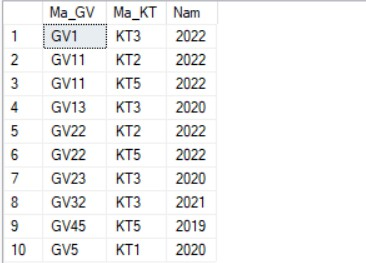 Ma_GV Ma_KT Nam
1 GV1 KT3 2022
2 GV11 KT2 2022
3 GV11 KT5 2022
4 GV13 KT3 2020
5 GV22 KT2 2022
6 GV22 KT5 2022
7 GV23 KT3 2020
8 GV32 KT3 2021
9 GV45 KT5 2019
10 GV5 KT1 2020